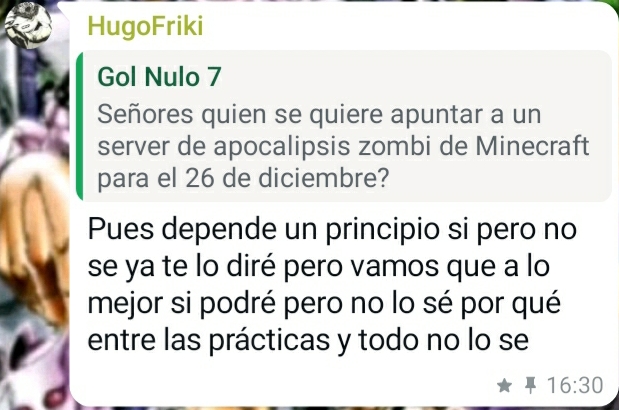 HugoFriki
Gol Nulo 7
Señores quien se quiere apuntar a un
server de apocalipsis zombi de Minecraft
para el 26 de diciembre?
Pues depende un principio si pero no
se ya te lo diré pero vamos que a lo
mejor si podré pero no lo sé por qué
entre las prácticas y todo no lo se
16:30